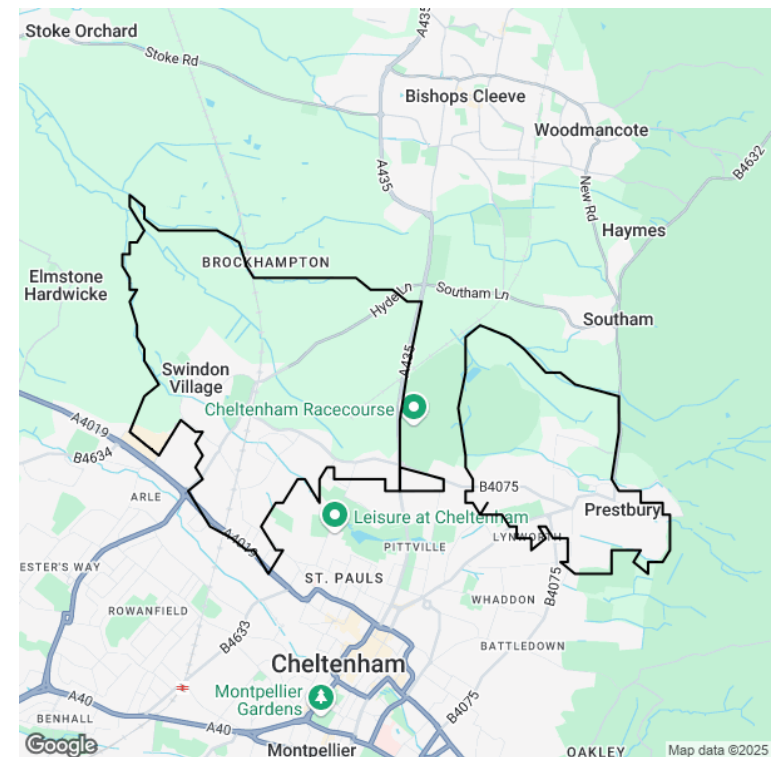 Stoke Orchard
Stoke Rd
A435
Bishops Cleeve
Woodmancote
B4632
A435
New Rd
Haymes
BROCKHAMPTON
Elmstone
Hardwicke
Hyde Ln
Southam Ln
Southam
A435
Swindon
Village
Cheltenham Racecourse
A4019
B4634
B4075
ARLE
Prestbury
Leisure at Cheltenham
LYNWORTH
A4019
PITTVILLE
ESTER'S WAY
ST. PAULS
B4075
WHADDON
ROWANFIELD
B4633
BATTLEDOWN
Cheltenham
Montpellier
Gardens
A40
B4075
BENHALL
A40
Google
Montpellier
OAKLEY
Map data ©2025